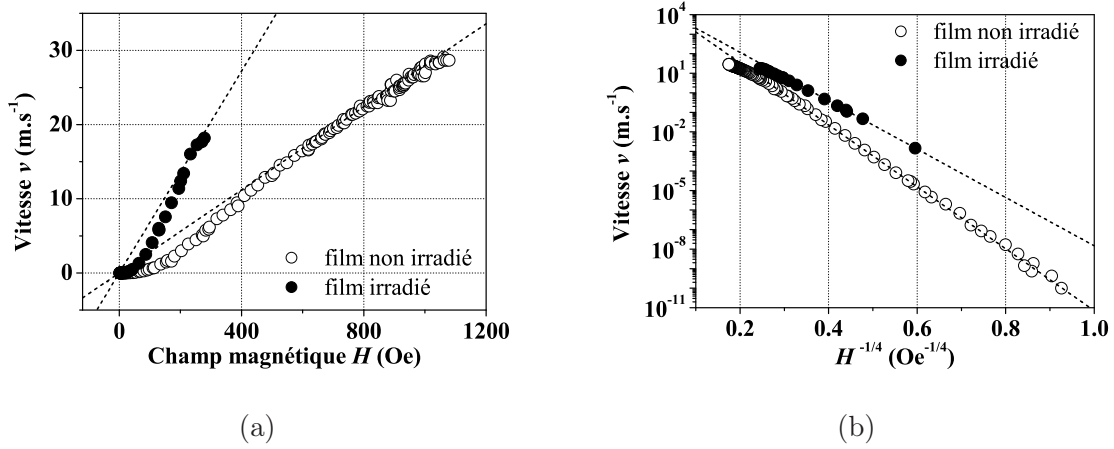 Vitesse v (m.s⁻¹)
30
20
10
0
0 400 800 1200
Champ magnétique H (Oe)
film non irradié
film irradié
(a)
Vitesse v (m.s⁻¹)
10⁴
10¹
10⁻²
10⁻⁵
10⁻⁸
10⁻¹¹
0.2 0.4 0.6 0.8 1.0
H⁻¹/⁴ (Oe⁻¹/⁴)
film non irradié
film irradié
(b)